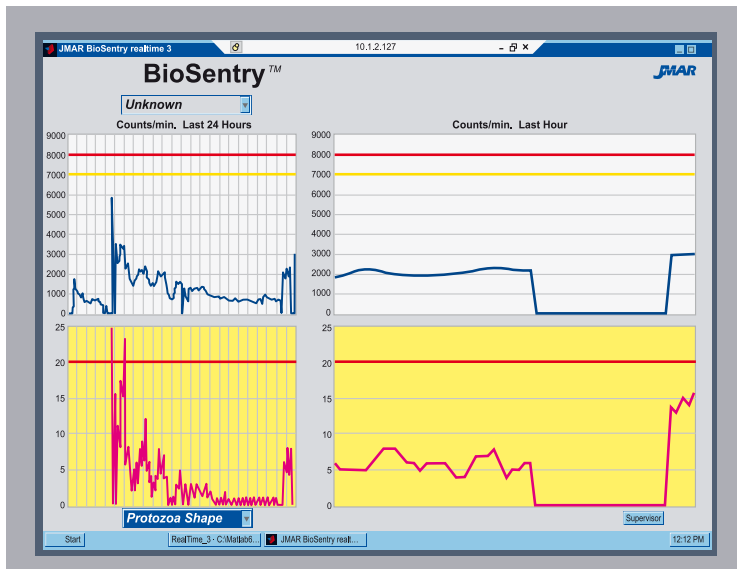 JMAR BioSentry realtime 3
10.1.2.127
BioSentry™
JMAR
Unknown
Counts/min. Last 24 Hours
Counts/min. Last Hour
9000
8000
7000
6000
5000
4000
3000
2000
1000
0
9000
8000
7000
6000
5000
4000
3000
2000
1000
0
25
20
15
10
5
0
25
20
15
10
5
0
Protozoa Shape
Supervisor
Start
RealTime_3 - C:\Matlab6...
JMAR BioSentry realt...
12:12 PM